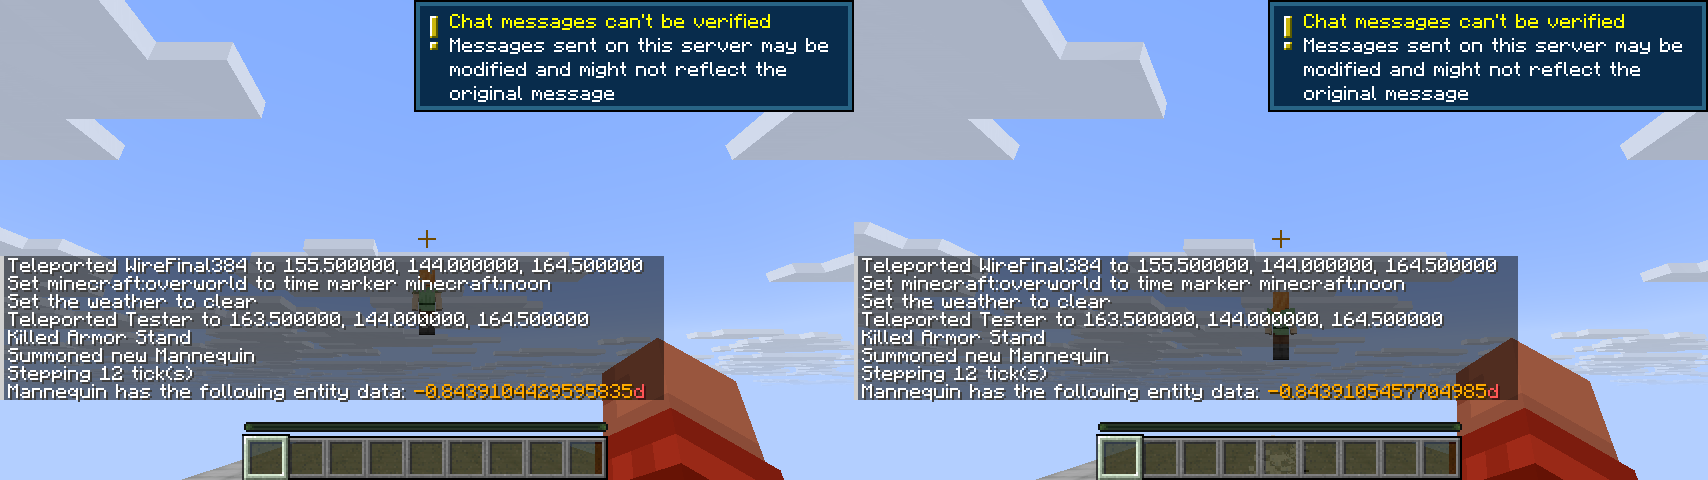 Chat messages can't be verified
Messages sent on this server may be
modified and might not reflect the
original message
Teleported WireFinal384 to 155.500000, 144.000000, 164.500000
Set minecraft:overworld to time marker minecraft:noon
Set the weather to clear
Teleported Tester to 163.500000, 144.000000, 164.500000
Killed Armor Stand
Summoned new Mannequin
Stepping 12 tick(s)
Mannequin has the following entity data: -0.8439104429595835d
Chat messages can't be verified
Messages sent on this server may be
modified and might not reflect the
original message
Teleported WireFinal384 to 155.500000, 144.000000, 164.500000
Set minecraft:overworld to time marker minecraft:noon
Set the weather to clear
Teleported Tester to 163.500000, 144.000000, 164.500000
Killed Armor Stand
Summoned new Mannequin
Stepping 12 tick(s)
Mannequin has the following entity data: -0.8439105457704985d